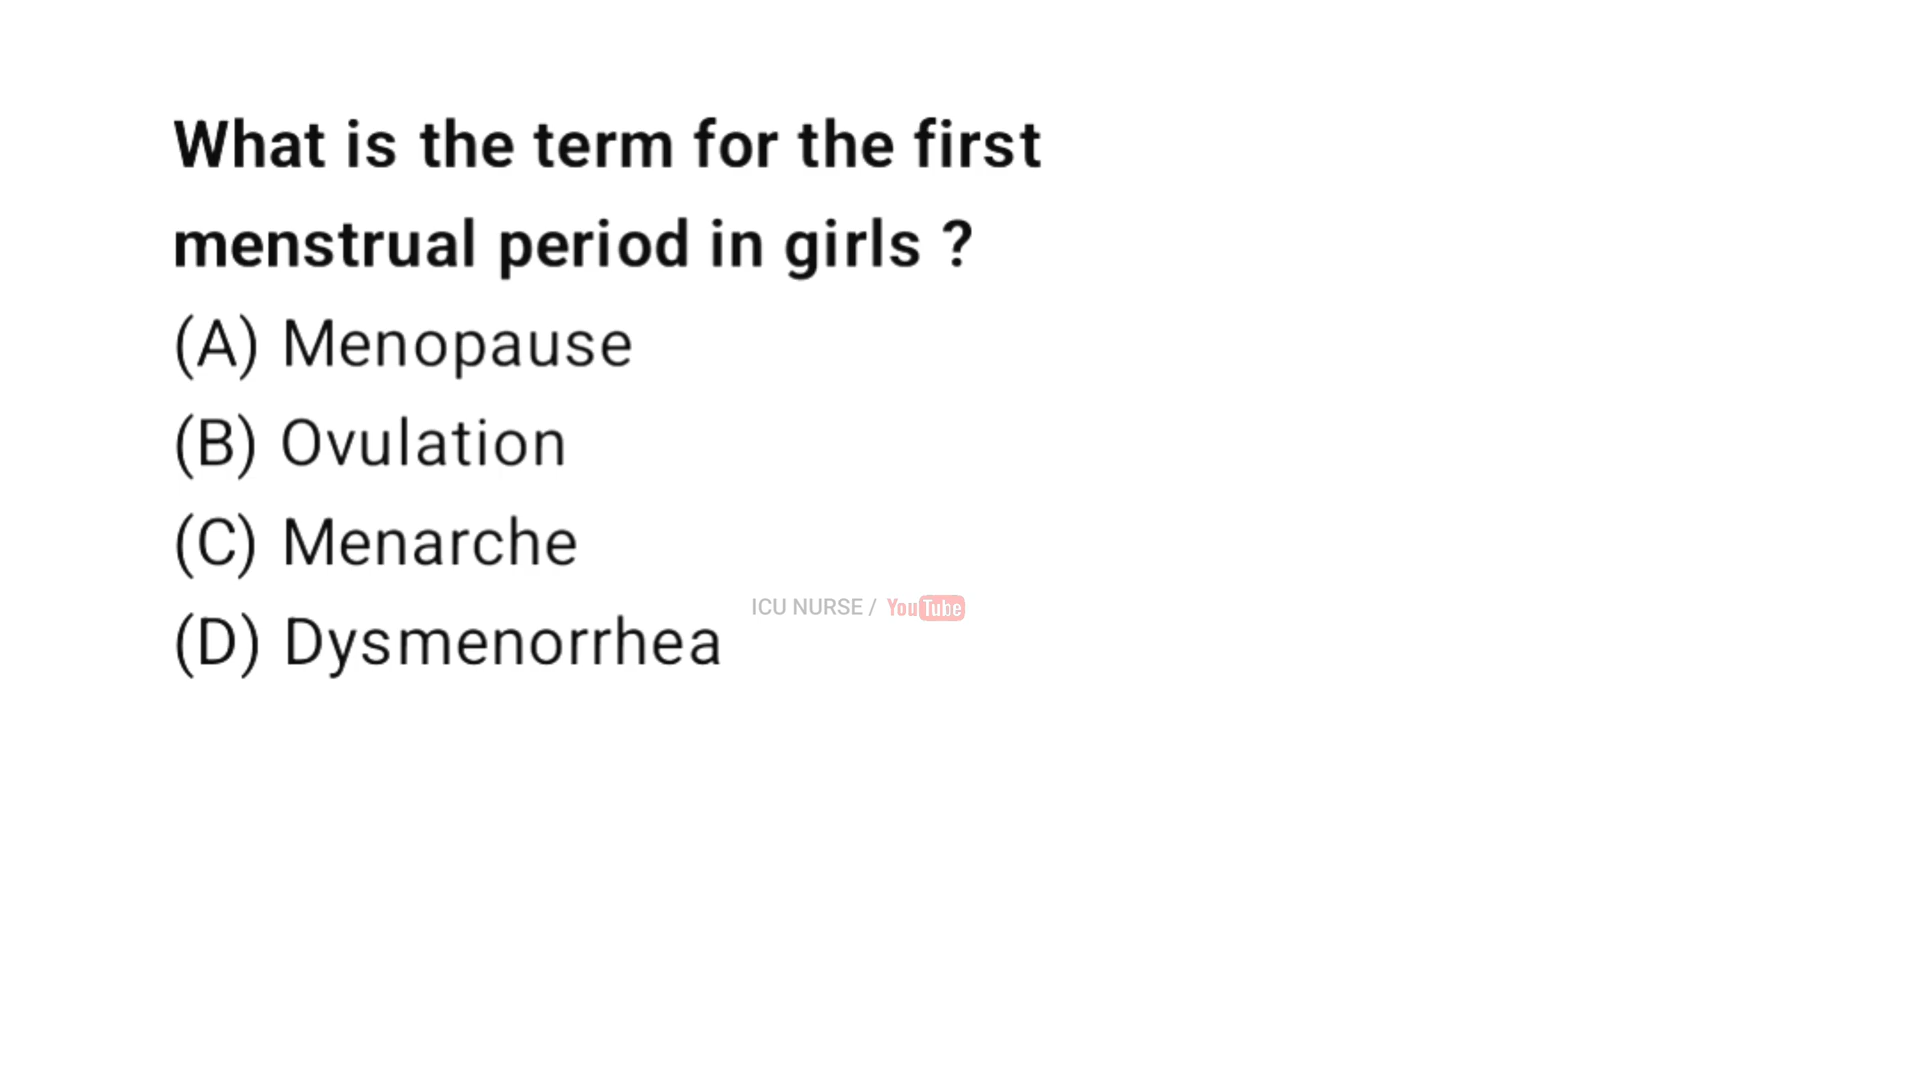 What is the term for the first
menstrual period in girls ?
(A) Menopause
(B) Ovulation
(C) Menarche
(D) Dysmenorrhea
ICU NURSE / YouTube